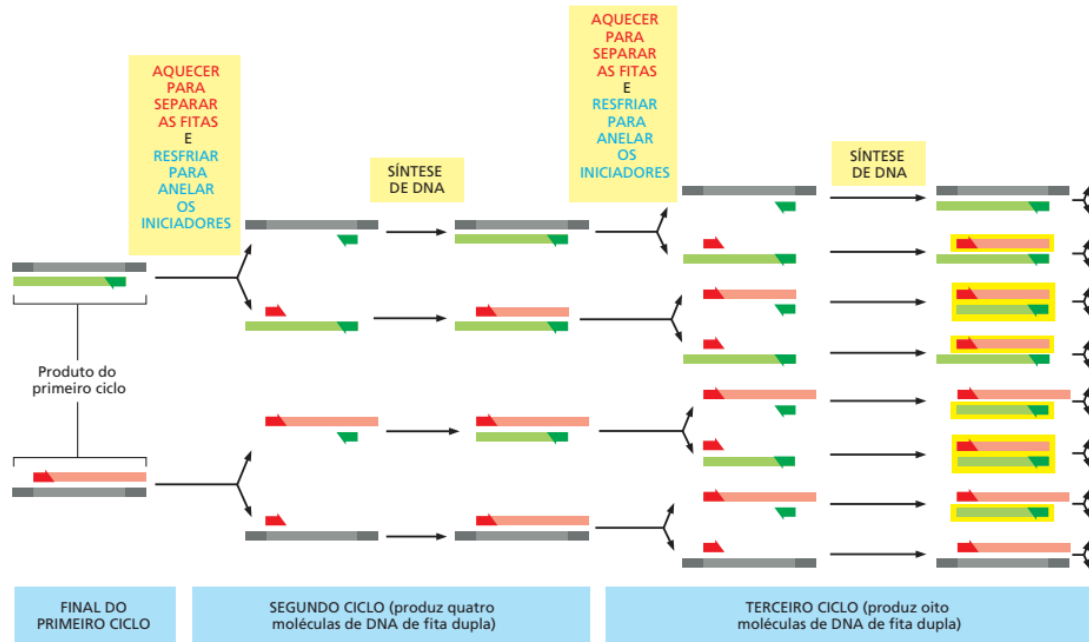 AQUECER
PARA
SEPARAR
AS FITAS
E
RESFRIAR
PARA
ANELAR
OS
INICIADORES
SÍNTESE
DE DNA
AQUECER
PARA
SEPARAR
AS FITAS
E
RESFRIAR
PARA
ANELAR
OS
INICIADORES
SÍNTESE
DE DNA
Produto do
primeiro ciclo
FINAL DO
PRIMEIRO CICLO
SEGUNDO CICLO (produz quatro
moléculas de DNA de fita dupla)
TERCEIRO CICLO (produz oito
moléculas de DNA de fita dupla)